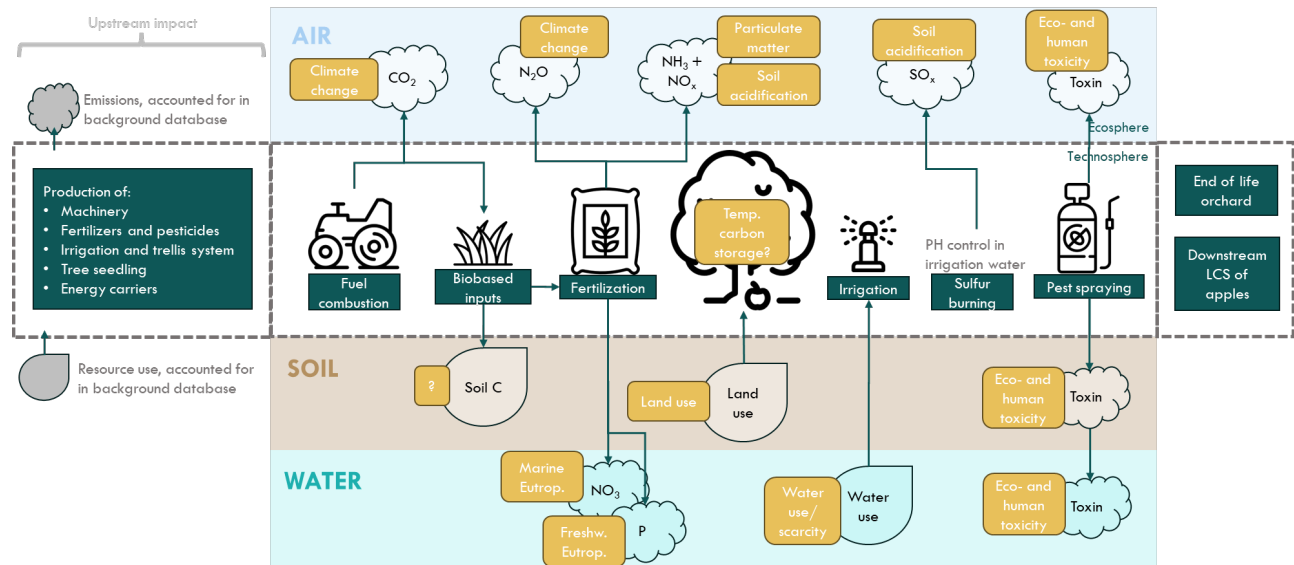 Upstream impact
AIR
Climate
change
CO2
Climate
change
N2O
Particulate
matter
NH3 +
NOx
Soil
acidification
Soil
acidification
SOx
Eco- and
human
toxicity
Toxin
Emissions, accounted for in
background database
Ecosphere
Technosphere
Production of:
• Machinery
• Fertilizers and pesticides
• Irrigation and trellis system
• Tree seedling
• Energy carriers
Fuel
combustion
Biobased
inputs
Fertilization
Temp.
carbon
storage?
Irrigation
PH control in
irrigation water
Sulfur
burning
Pest spraying
End of life
orchard
Downstream
LCS of
apples
Resource use, accounted for
in background database
SOIL
?
Soil C
Land use
Land
use
Eco- and
human
toxicity
Toxin
WATER
Marine
Eutrop.
NO3
Freshw.
Eutrop.
P
Water
use/
scarcity
Water
use
Eco- and
human
toxicity
Toxin